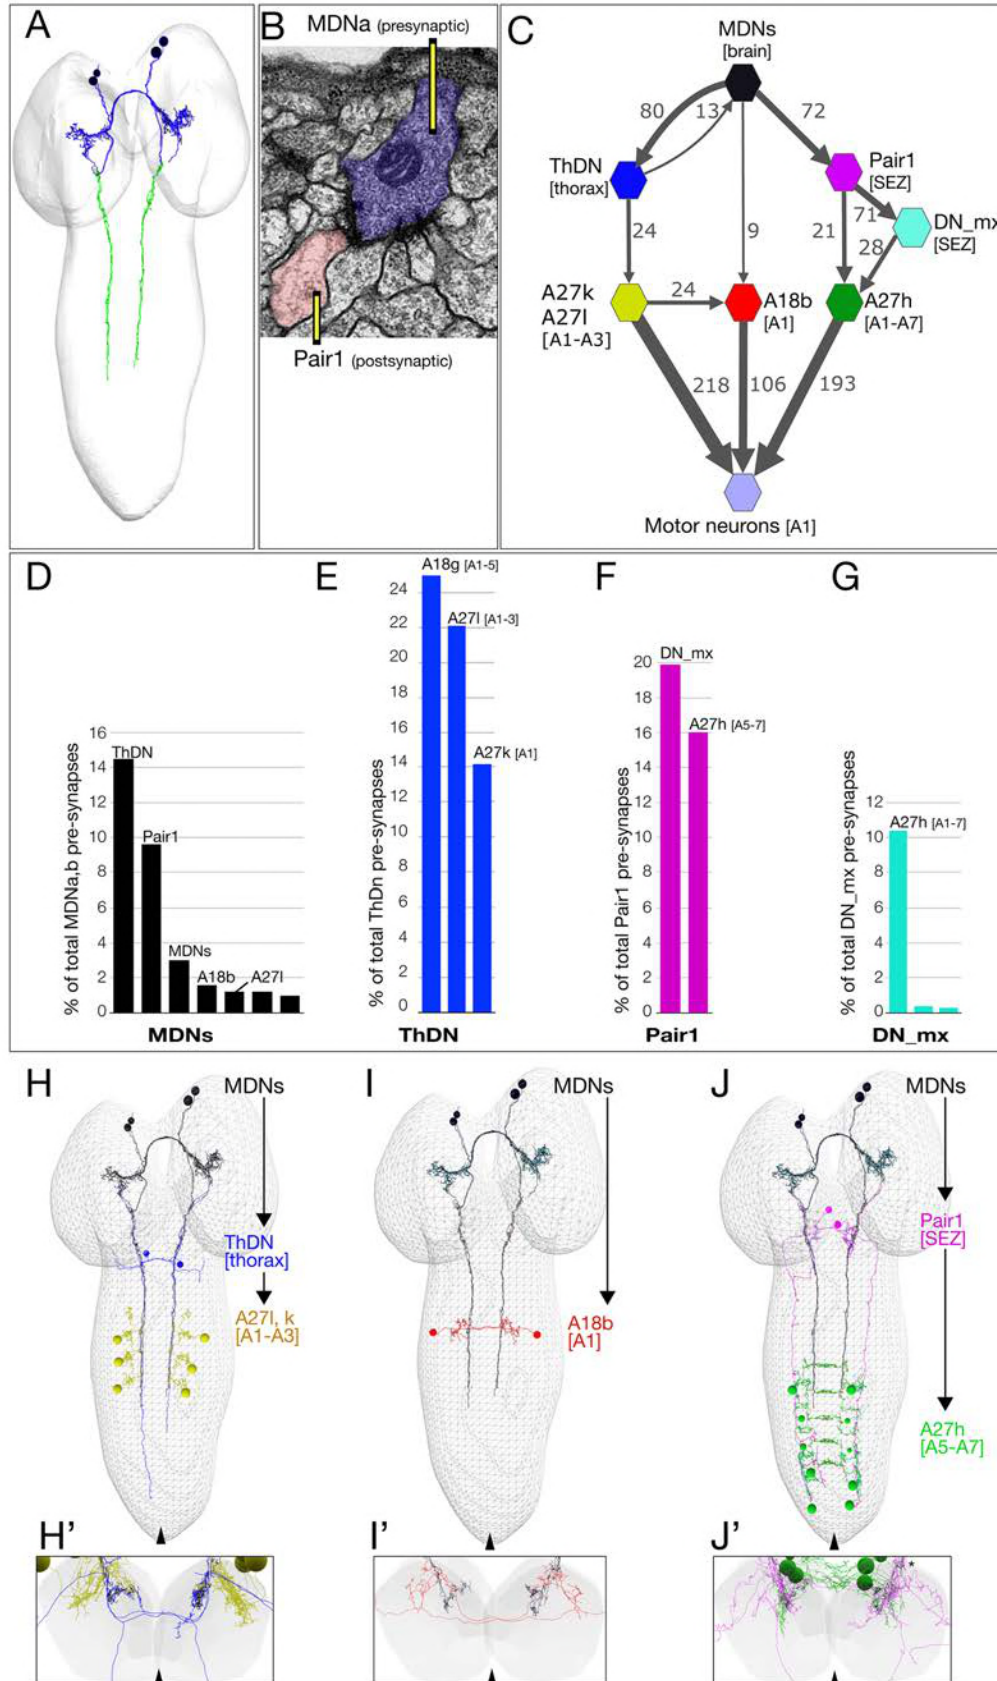 A
B
MDNa (presynaptic)
Pair1 (postsynaptic)
C
MDNs
[brain]
80
13
72
ThDN
[thorax]
Pair1
[SEZ]
71
DN_mx
[SEZ]
24
9
21
28
A27k
A27l
[A1-A3]
24
A18b
[A1]
A27h
[A1-A7]
218
106
193
Motor neurons [A1]
D
% of total MDNa,b pre-synapses
16
14
12
10
8
6
4
2
0
ThDN
Pair1
MDNs
A18b
A27l
MDNs
E
% of total ThDn pre-synapses
24
22
20
18
16
14
12
10
8
6
4
2
0
A18g [A1-5]
A27l [A1-3]
A27k [A1]
ThDN
F
% of total Pair1 pre-synapses
20
18
16
14
12
10
8
6
4
2
0
DN_mx
A27h [A5-7]
Pair1
G
% of total DN_mx pre-synapses
12
10
8
6
4
2
0
A27h [A1-7]
DN_mx
H
MDNs
ThDN
[thorax]
A27l, k
[A1-A3]
I
MDNs
A18b
[A1]
J
MDNs
Pair1
[SEZ]
A27h
[A5-A7]
H'
I'
J'
*